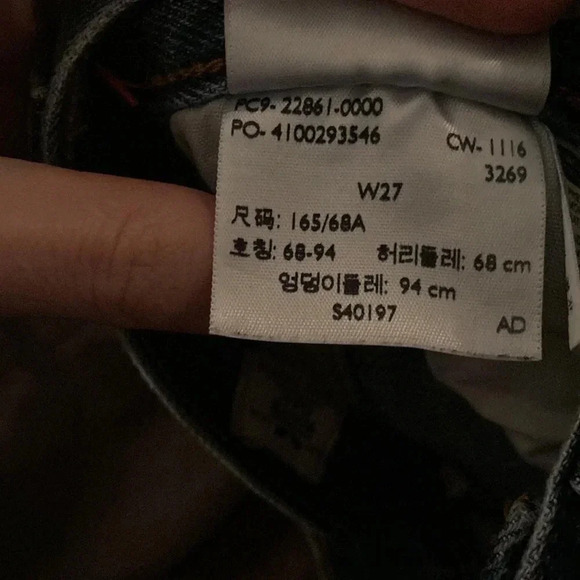 PC9-22861-0000
PO-4100293546
CW-1116
3269
W27
尺码: 165/68A
호칭: 68-94 허리둘레: 68 cm
엉덩이둘레: 94 cm
S40197
AD